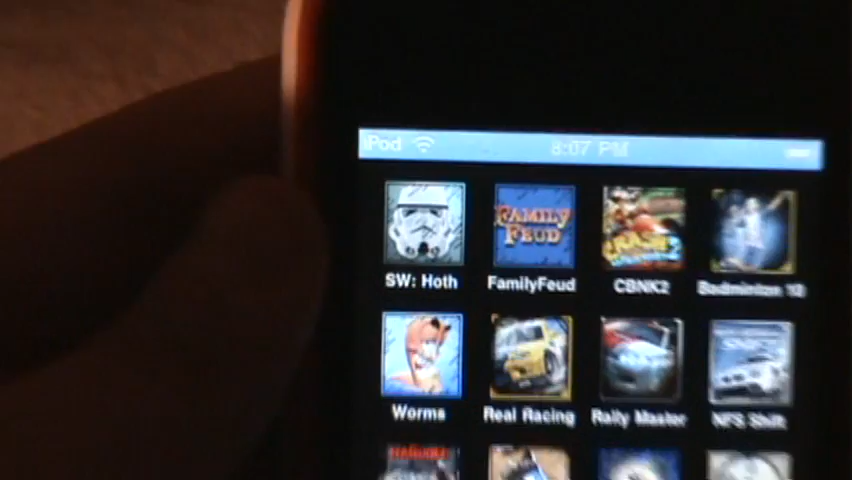 iPod 8:07 PM
FAMILY
FEUD
CRASH
SW: Hoth FamilyFeud CBNK2 Badminton 10
Worms Real Racing Rally Master NFS Shift